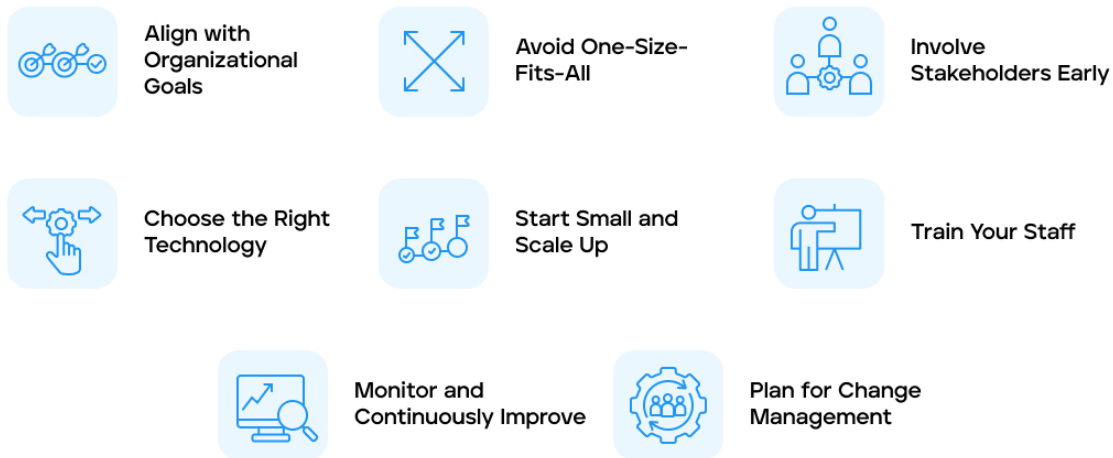 Align with
Organizational
Goals
Avoid One-Size-
Fits-All
Involve
Stakeholders Early
Choose the Right
Technology
Start Small and
Scale Up
Train Your Staff
Monitor and
Continuously Improve
Plan for Change
Management